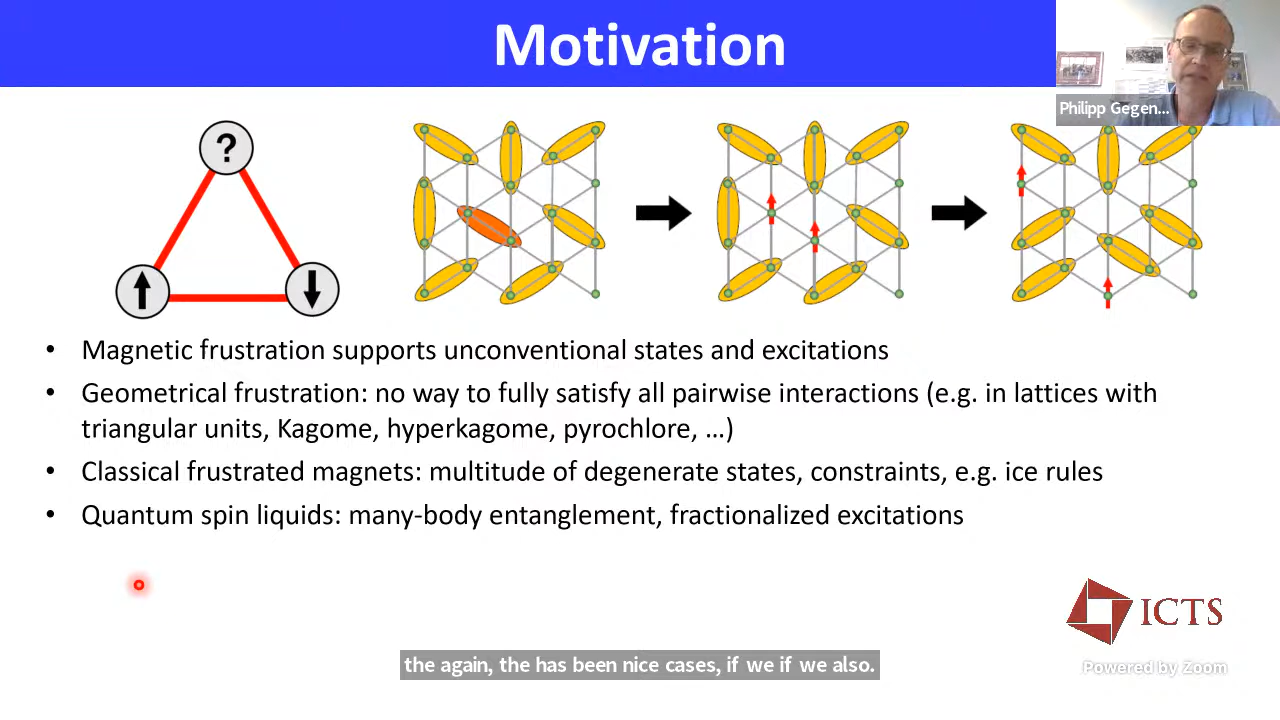 Motivation
Philipp Gegen...
?
• Magnetic frustration supports unconventional states and excitations
• Geometrical frustration: no way to fully satisfy all pairwise interactions (e.g. in lattices with
triangular units, Kagome, hyperkagome, pyrochlore, …)
• Classical frustrated magnets: multitude of degenerate states, constraints, e.g. ice rules
• Quantum spin liquids: many-body entanglement, fractionalized excitations
ICTS
the again, the has been nice cases, if we if we also.
Powered by Zoom